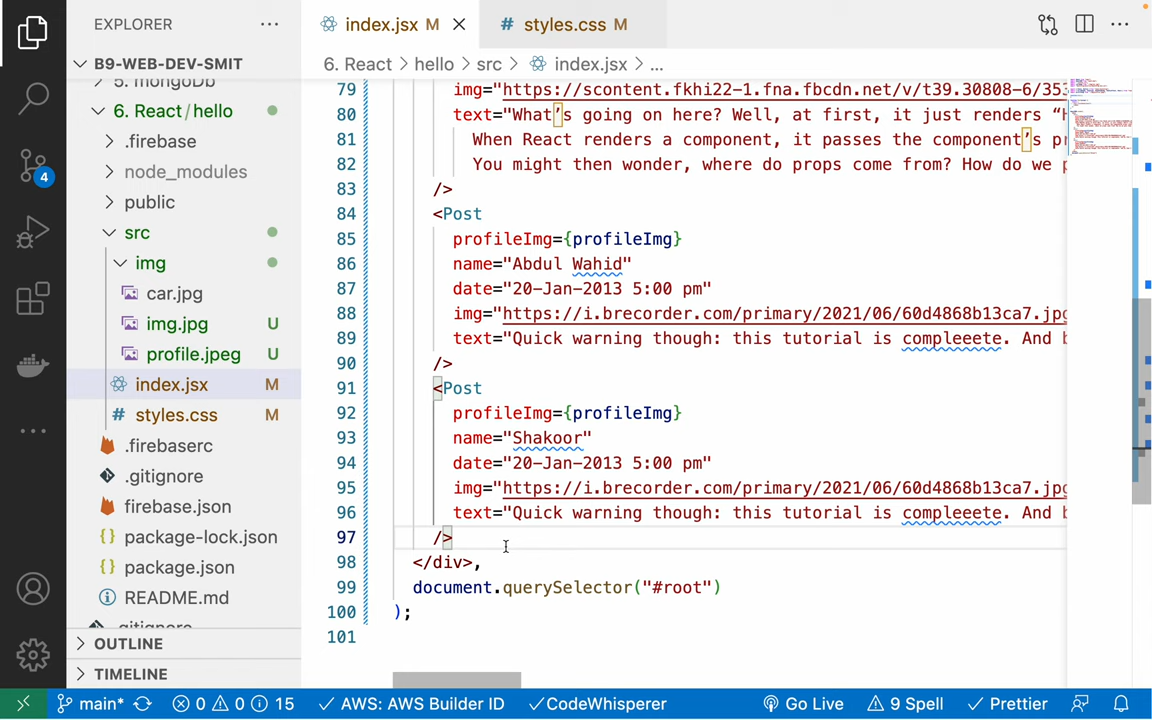 EXPLORER
index.jsx M
# styles.css M
B9-WEB-DEV-SMIT
6. React > hello > src > index.jsx > ...
5. mongoDb
6. React / hello
.firebase
node_modules
public
src
img
car.jpg
img.jpg U
profile.jpeg U
index.jsx M
# styles.css M
.firebaserc
.gitignore
firebase.json
{} package-lock.json
{} package.json
README.md
.gitignore
OUTLINE
TIMELINE
4
79 img="https://scontent.fkhi22-1.fna.fbcdn.net/v/t39.30808-6/353
80 text="What's going on here? Well, at first, it just renders "H
81 When React renders a component, it passes the component's pr
82 You might then wonder, where do props come from? How do we p
83 />
84 <Post
85 profileImg={profileImg}
86 name="Abdul Wahid"
87 date="20-Jan-2013 5:00 pm"
88 img="https://i.brecorder.com/primary/2021/06/60d4868b13ca7.jpg
89 text="Quick warning though: this tutorial is compleeete. And b
90 />
91 <Post
92 profileImg={profileImg}
93 name="Shakoor"
94 date="20-Jan-2013 5:00 pm"
95 img="https://i.brecorder.com/primary/2021/06/60d4868b13ca7.jpg
96 text="Quick warning though: this tutorial is compleeete. And b
97 />
98 </div>,
99 document.querySelector("#root")
100 );
101
main* 0 0 15 AWS: AWS Builder ID CodeWhisperer Go Live 9 Spell Prettier